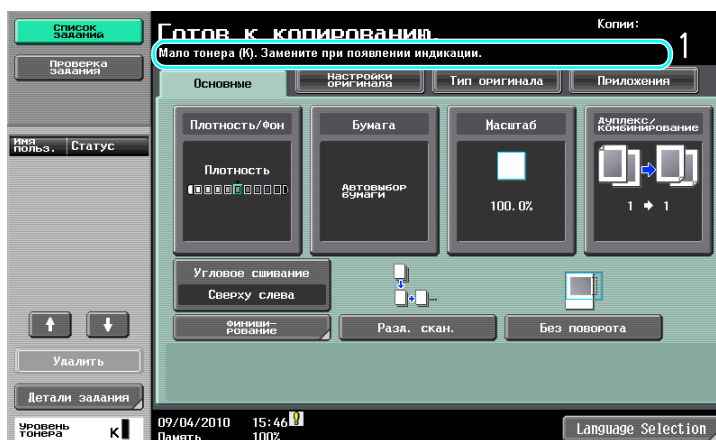 Список заданий
Проверка задания
Имя польз.
Статус
Удалить
Детали задания
Уровень тонера
K
Готов к копированию.
Копии:
1
Мало тонера (K). Замените при появлении индикации.
Основные
Настройки оригинала
Тип оригинала
Приложения
Плотность/Фон
Бумага
Масштаб
Дуплекс/
Комбинирование
Плотность
Автовыбор
бумаги
100.0%
1 → 1
Угловое сшивание
Сверху слева
Финиши-
рование
Разд. скан.
Без поворота
09/04/2010
15:46
Память
100%
Language Selection